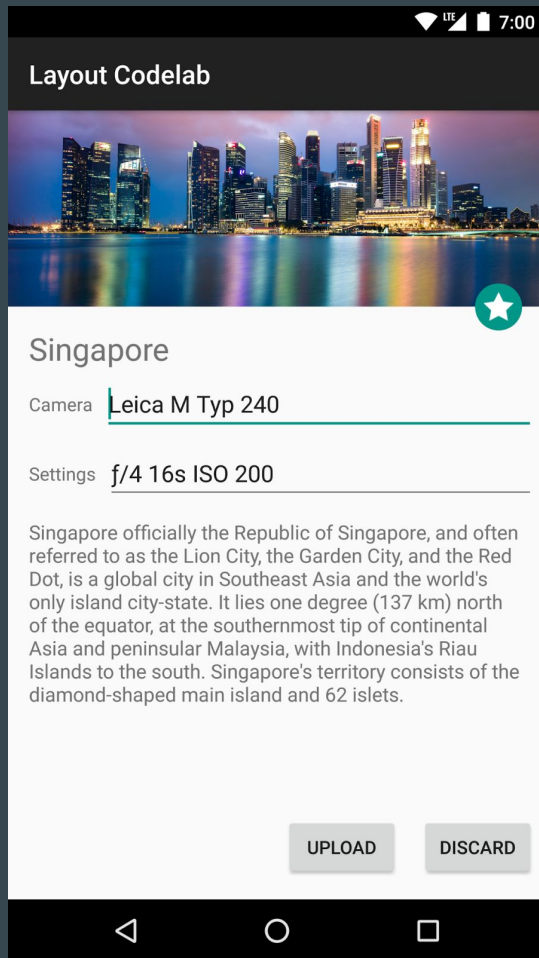 LTE 7:00
Layout Codelab
Singapore
Camera Leica M Typ 240
Settings ƒ/4 16s ISO 200
Singapore officially the Republic of Singapore, and often
referred to as the Lion City, the Garden City, and the Red
Dot, is a global city in Southeast Asia and the world's
only island city-state. It lies one degree (137 km) north
of the equator, at the southernmost tip of continental
Asia and peninsular Malaysia, with Indonesia's Riau
Islands to the south. Singapore's territory consists of the
diamond-shaped main island and 62 islets.
UPLOAD DISCARD